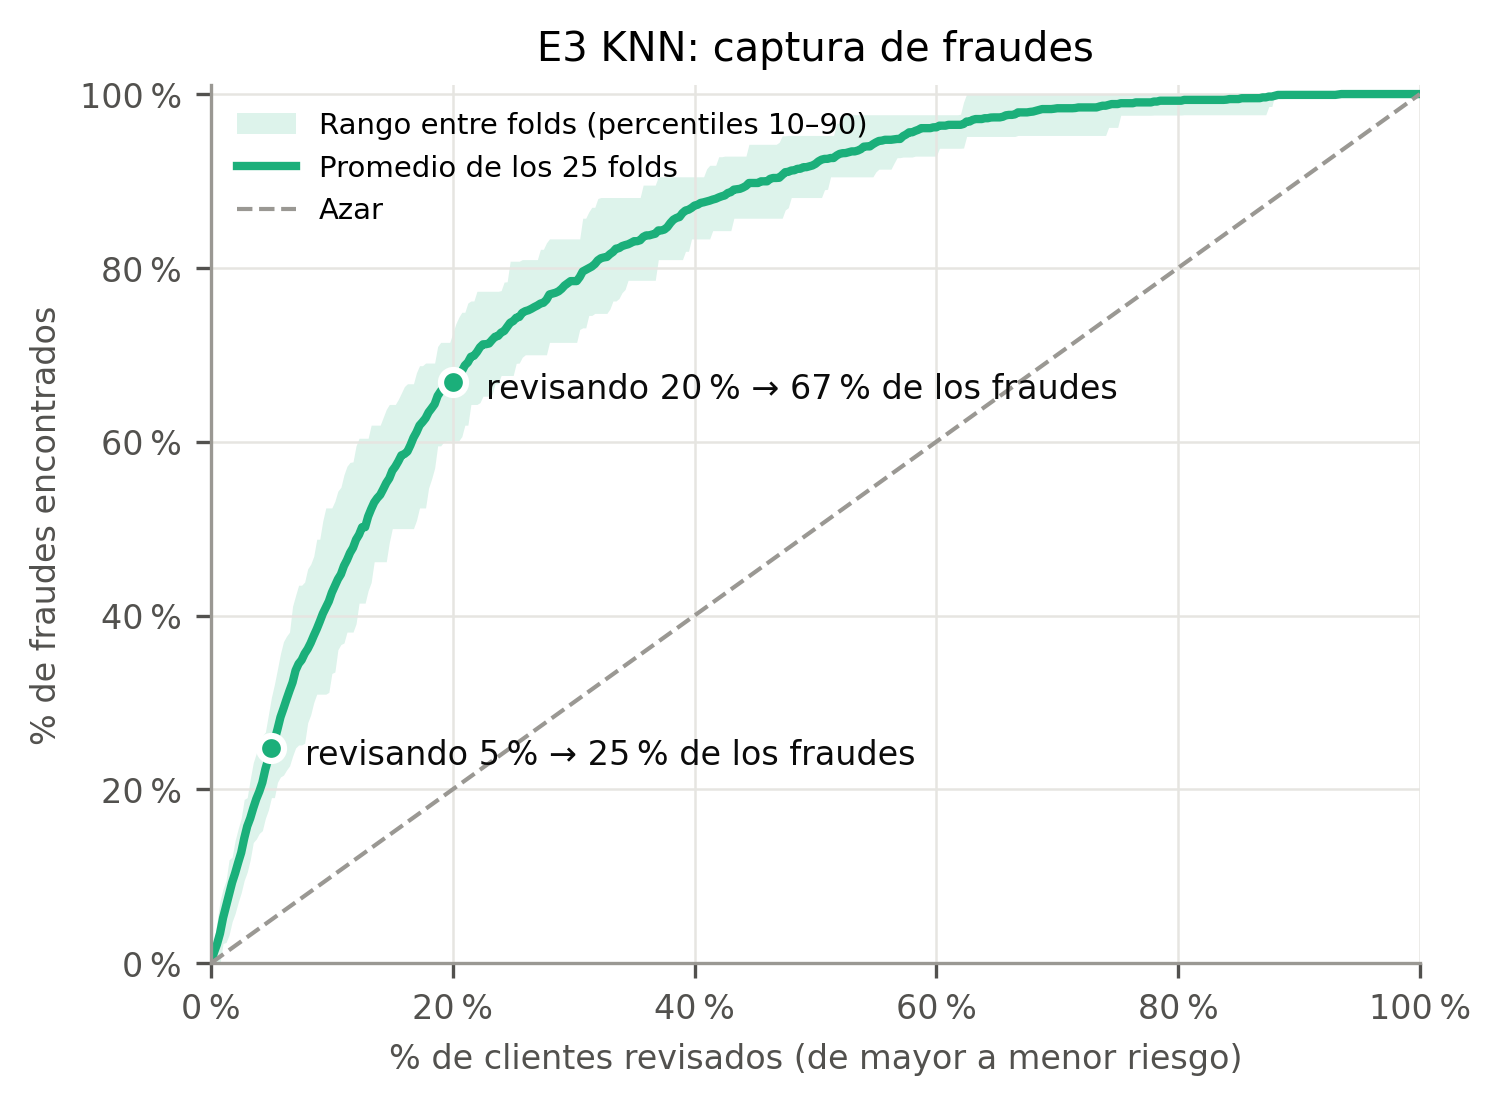 E3 KNN: captura de fraudes
Rango entre folds (percentiles 10–90)
Promedio de los 25 folds
Azar
% de fraudes encontrados
100 %
80 %
60 %
40 %
20 %
0 %
revisando 20 % → 67 % de los fraudes
revisando 5 % → 25 % de los fraudes
0 %
20 %
40 %
60 %
80 %
100 %
% de clientes revisados (de mayor a menor riesgo)